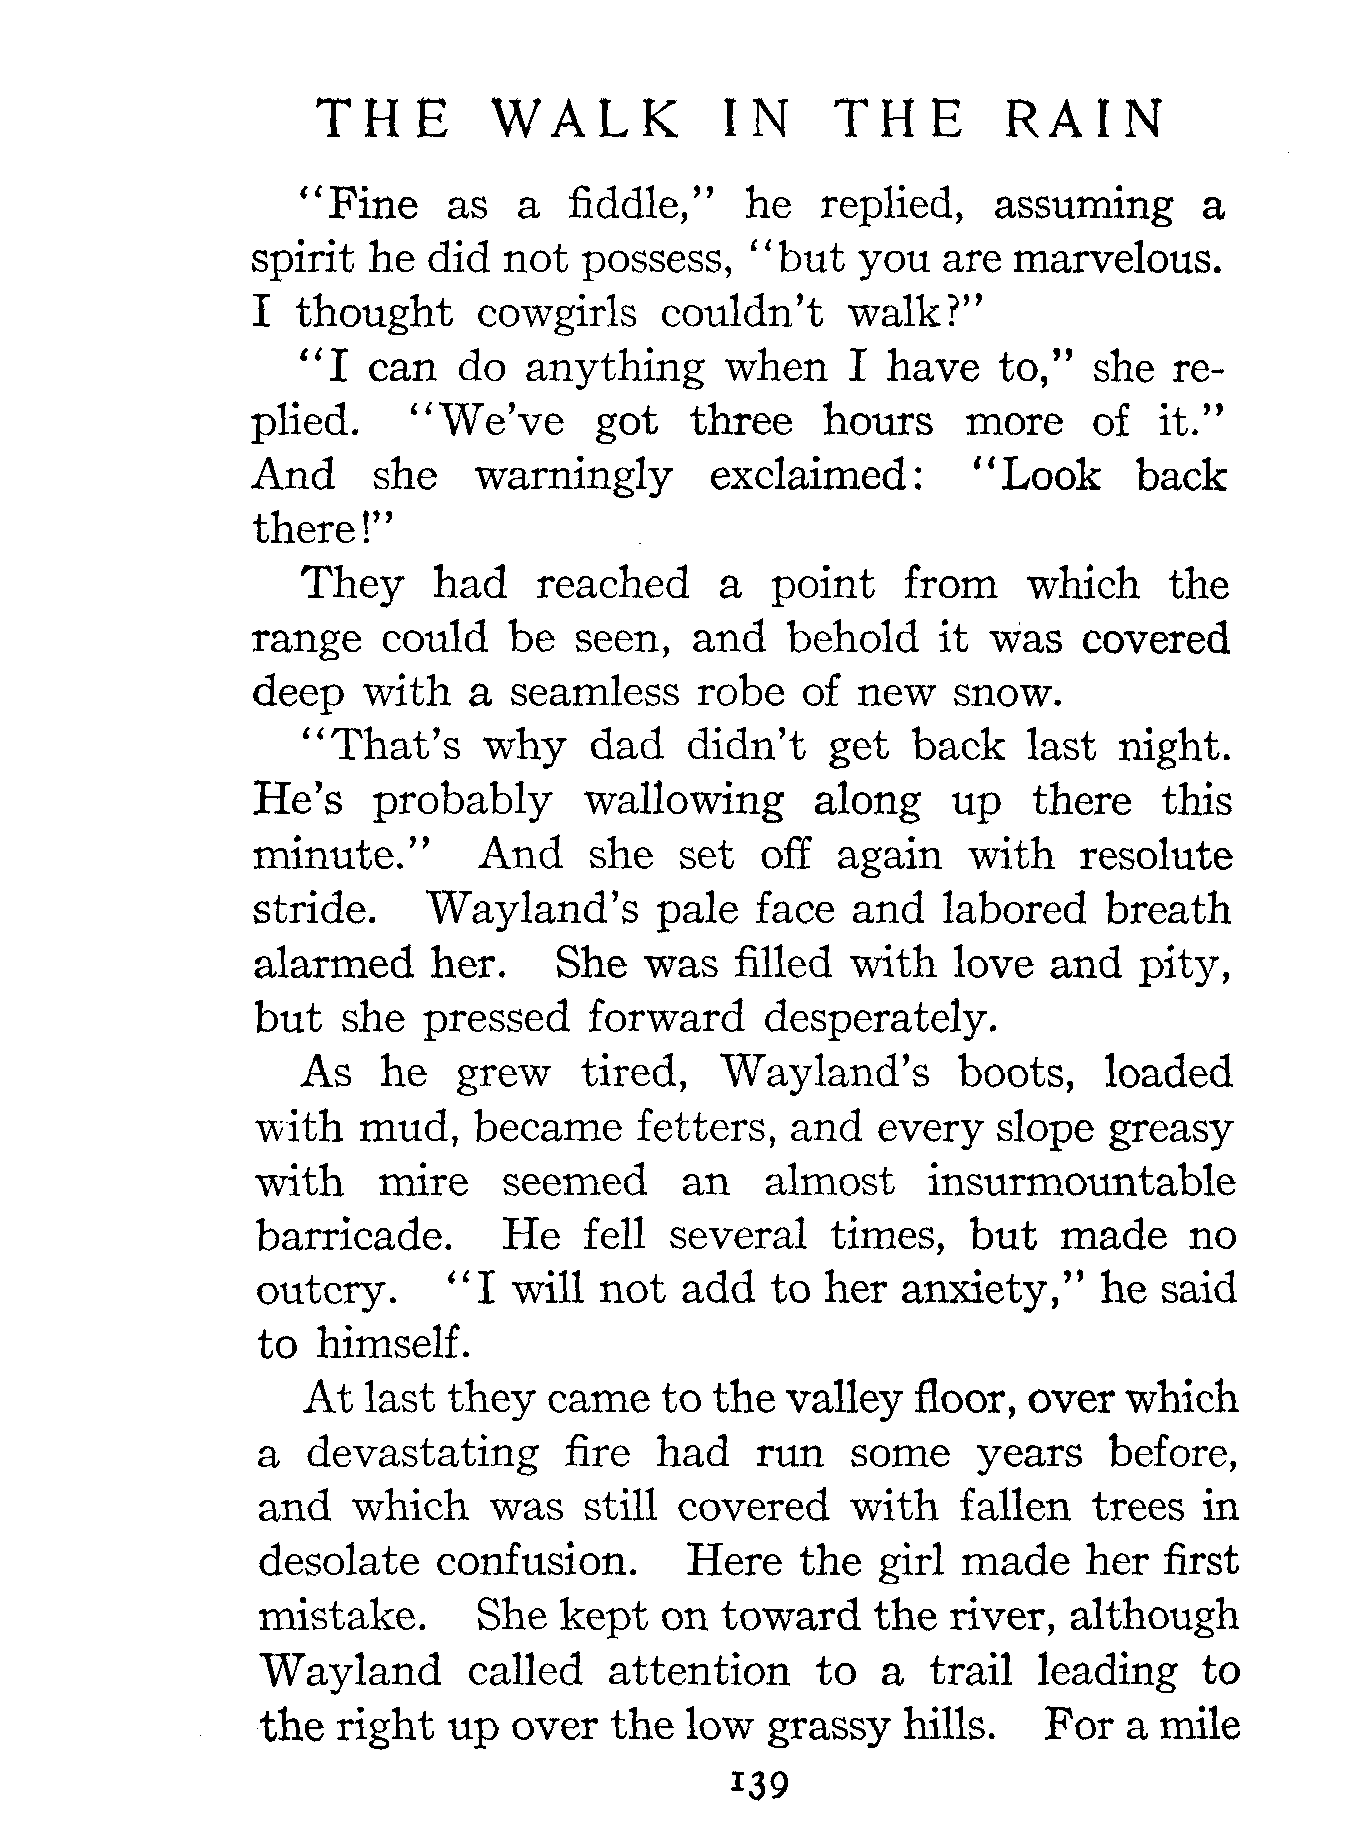 THE WALK IN THE RAIN
“Fine as a fiddle,” he replied, assuming a
spirit he did not possess, “but you are marvelous.
I thought cowgirls couldn’t walk?”
“I can do anything when I have to,” she re-
plied. “We’ve got three hours more of it.”
And she warningly exclaimed: “Look back
there!”
They had reached a point from which the
range could be seen, and behold it was covered
deep with a seamless robe of new snow.
“That’s why dad didn’t get back last night.
He’s probably wallowing along up there this
minute.” And she set off again with resolute
stride. Wayland’s pale face and labored breath
alarmed her. She was filled with love and pity,
but she pressed forward desperately.
As he grew tired, Wayland’s boots, loaded
with mud, became fetters, and every slope greasy
with mire seemed an almost insurmountable
barricade. He fell several times, but made no
outcry. “I will not add to her anxiety,” he said
to himself.
At last they came to the valley floor, over which
a devastating fire had run some years before,
and which was still covered with fallen trees in
desolate confusion. Here the girl made her first
mistake. She kept on toward the river, although
Wayland called attention to a trail leading to
the right up over the low grassy hills. For a mile
139